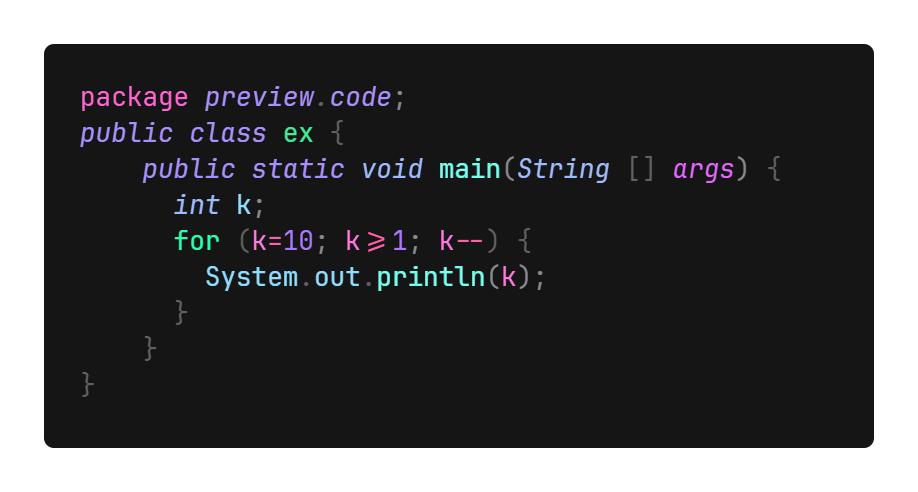 package preview.code;
public class ex {
    public static void main(String [] args) {
      int k;
      for (k=10; k>=1; k--) {
        System.out.println(k);
      }
    }
}